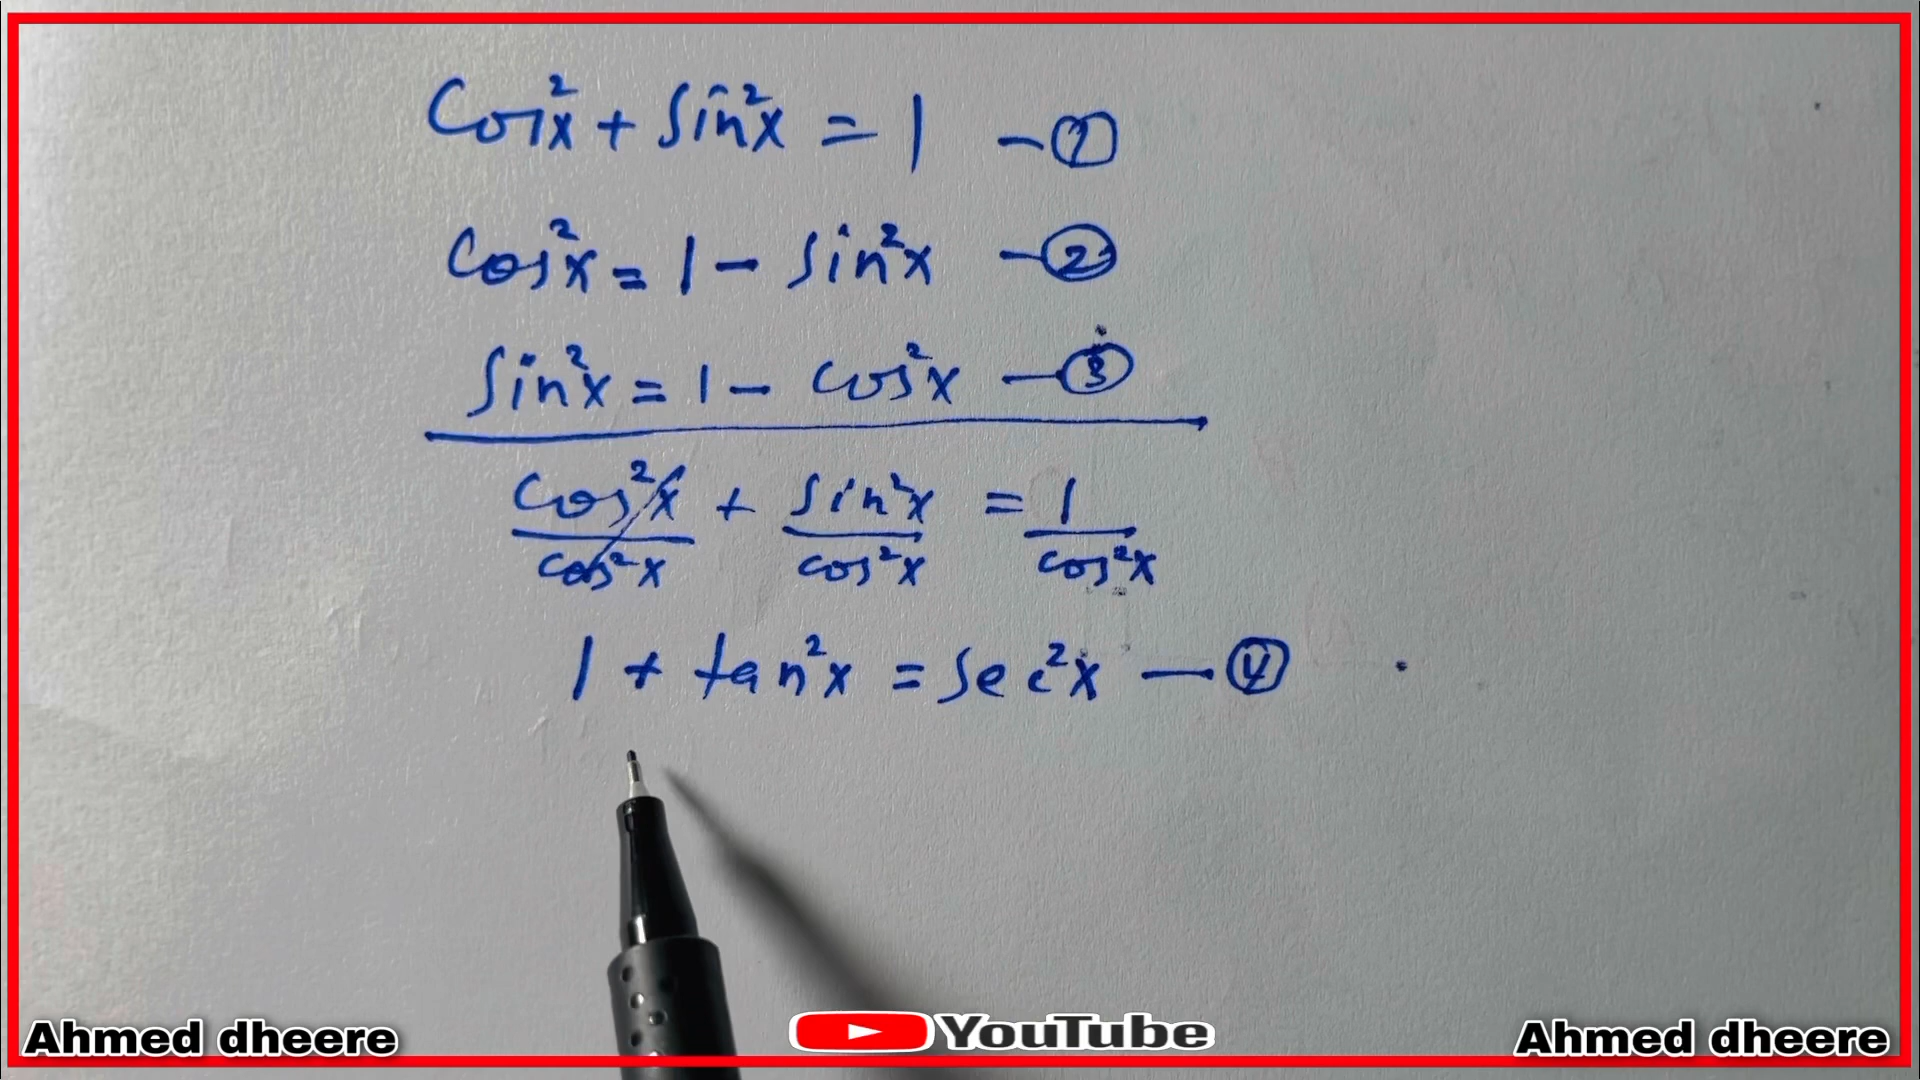 cos²x + sin²x = 1 — ①
cos²x = 1 - sin²x — ②
sin²x = 1 - cos²x — ③
cos²x/cos²x + sin²x/cos²x = 1/cos²x
1 + tan²x = sec²x — ④
Ahmed dheere YouTube Ahmed dheere